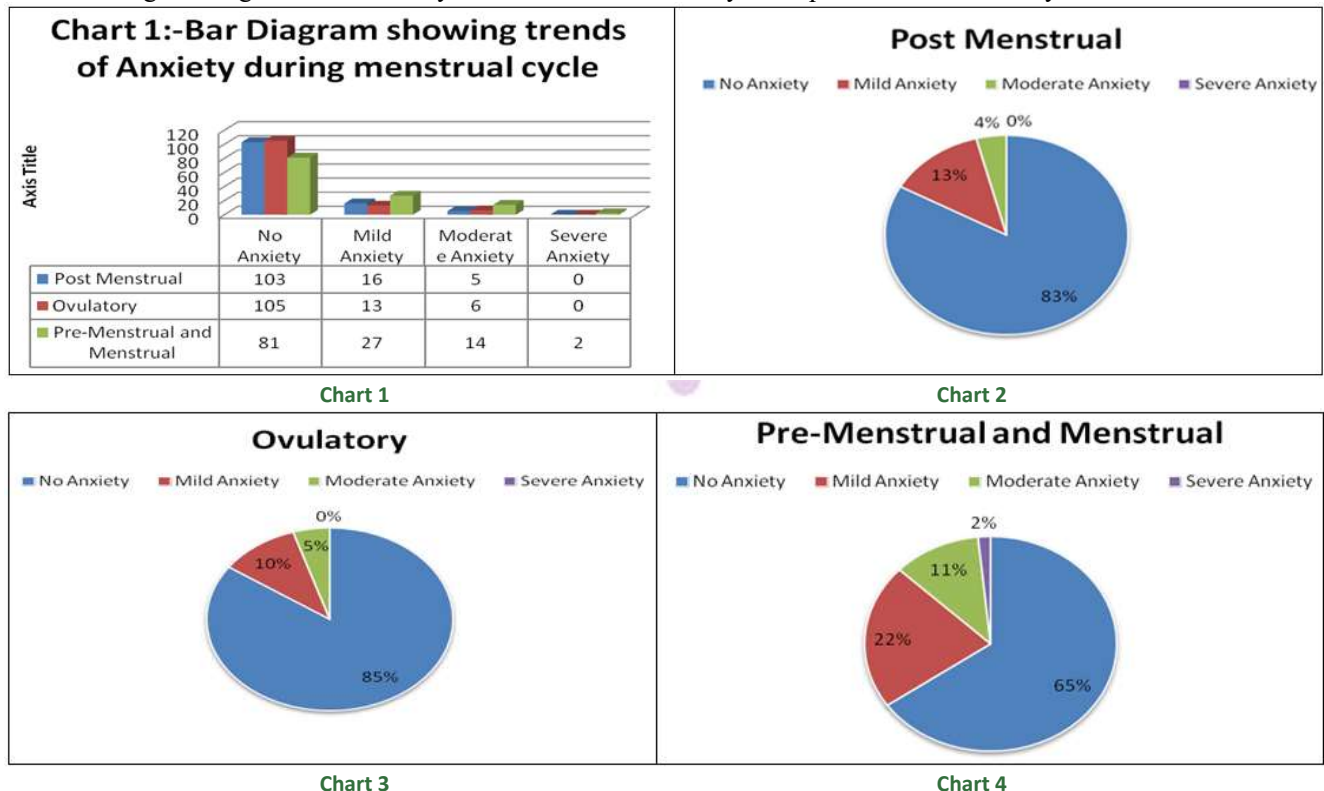 Chart 1:-Bar Diagram showing trends
of Anxiety during menstrual cycle
Axis Title
120
100
80
60
40
20
0
No Anxiety Mild Anxiety Moderat e Anxiety Severe Anxiety
Post Menstrual 103 16 5 0
Ovulatory 105 13 6 0
Pre-Menstrual and Menstrual 81 27 14 2
Chart 1
Post Menstrual
No Anxiety Mild Anxiety Moderate Anxiety Severe Anxiety
4% 0%
13%
83%
Chart 2
Ovulatory
No Anxiety Mild Anxiety Moderate Anxiety Severe Anxiety
0%
5%
10%
85%
Chart 3
Pre-Menstrual and Menstrual
No Anxiety Mild Anxiety Moderate Anxiety Severe Anxiety
2%
11%
22%
65%
Chart 4